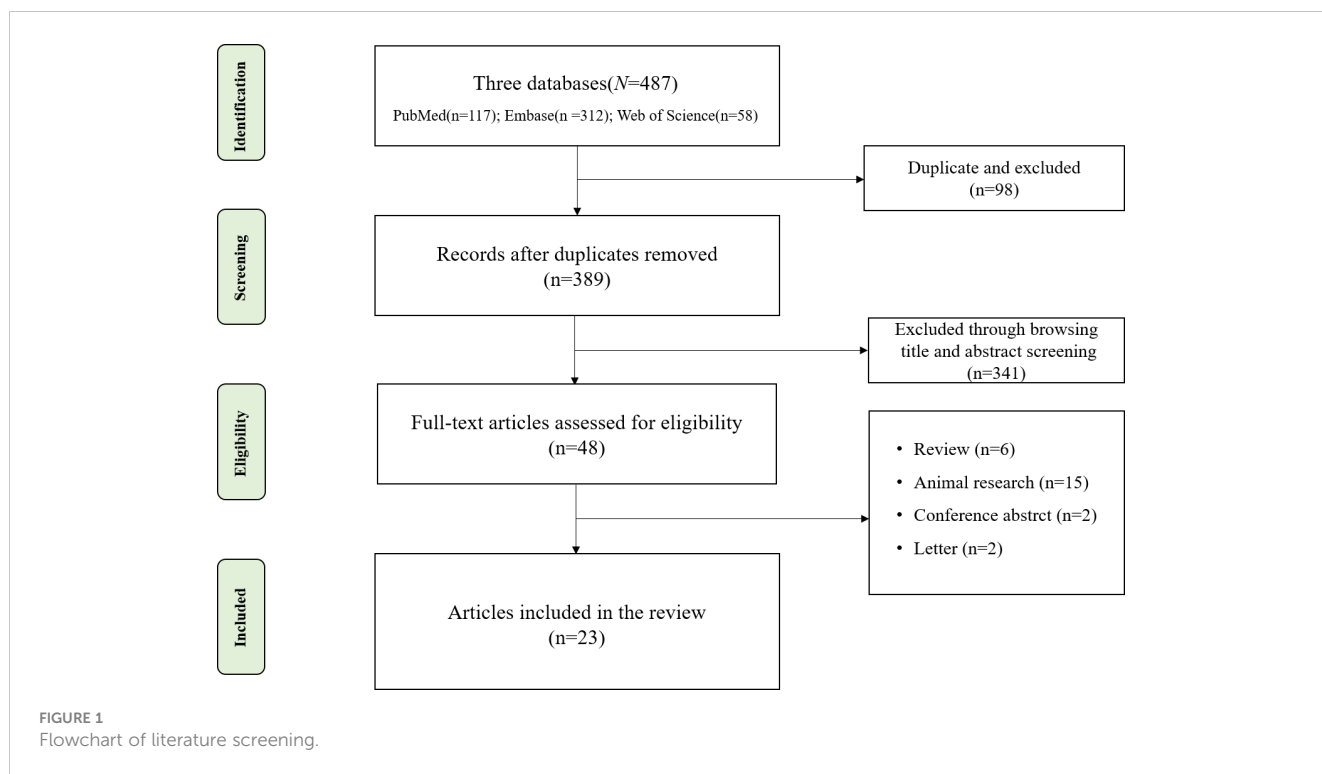 Identification
Three databases(N=487)
PubMed(n=117); Embase(n =312); Web of Science(n=58)
Duplicate and excluded
(n=98)
Screening
Records after duplicates removed
(n=389)
Excluded through browsing
title and abstract screening
(n=341)
Eligibility
Full-text articles assessed for eligibility
(n=48)
• Review (n=6)
• Animal research (n=15)
• Conference abstrct (n=2)
• Letter (n=2)
Included
Articles included in the review
(n=23)
FIGURE 1
Flowchart of literature screening.